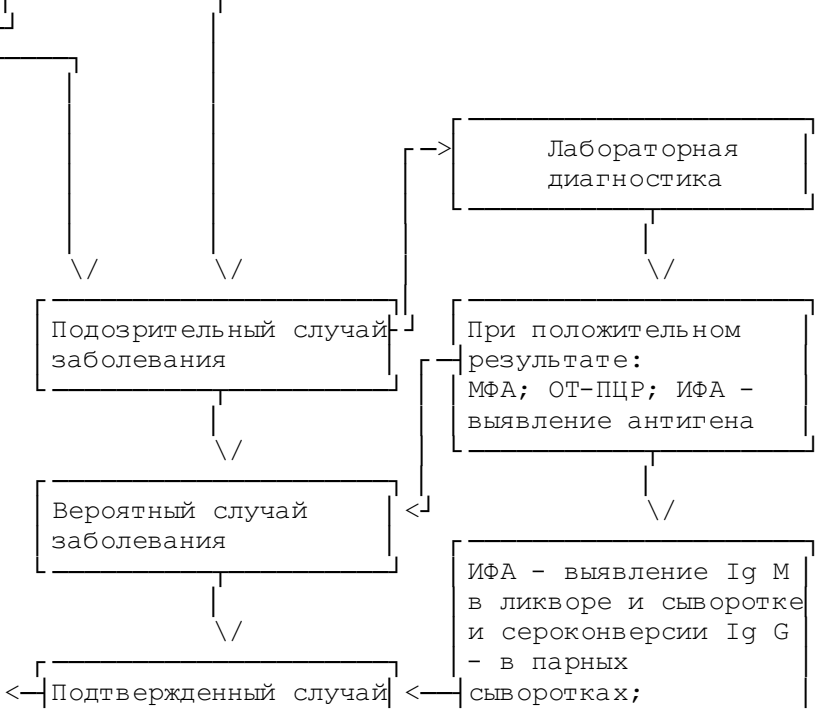 Лабораторная
диагностика
Подозрительный случай
заболевания
При положительном
результате:
МФА; ОТ-ПЦР; ИФА -
выявление антигена
Вероятный случай
заболевания
ИФА - выявление Ig M
в ликворе и сыворотке
и сероконверсии Ig G
- в парных
сыворотках;
Подтвержденный случай